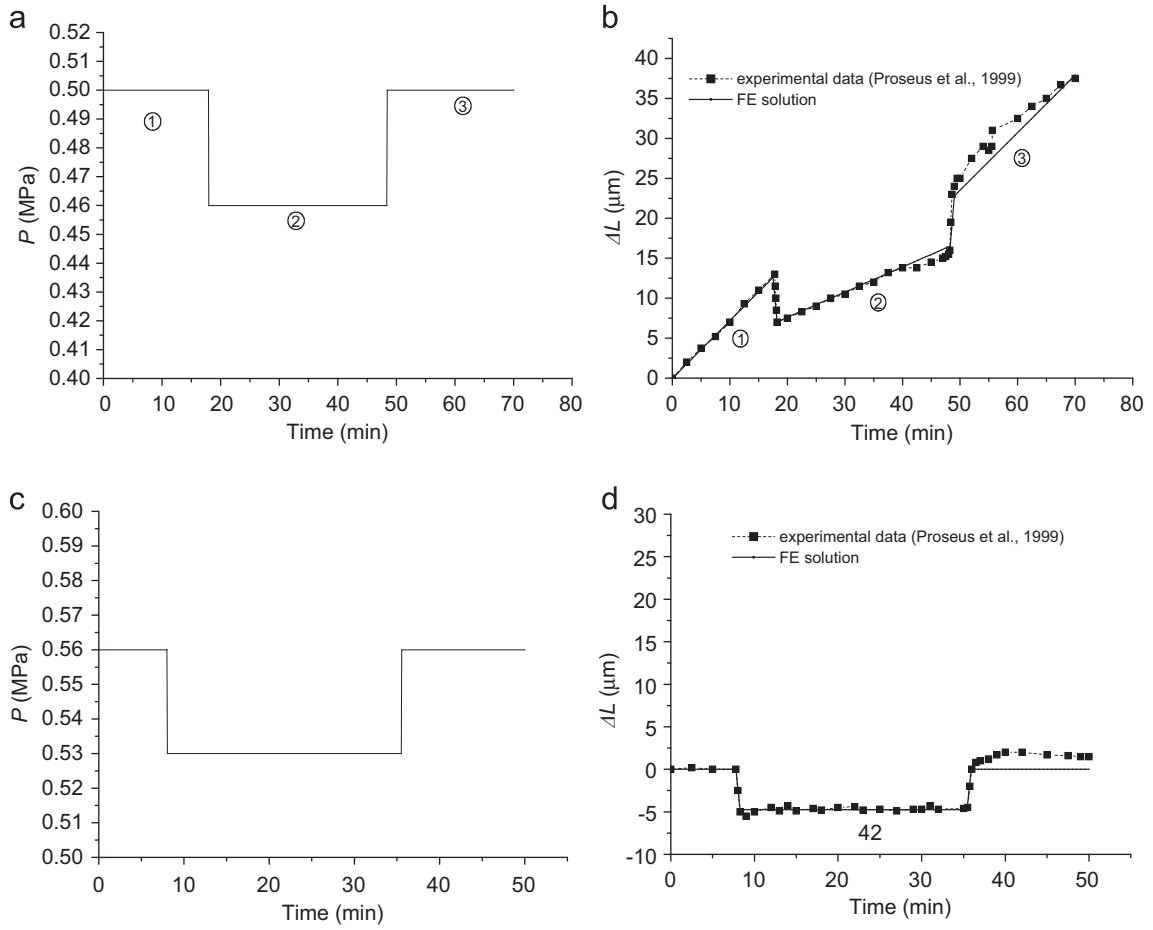 a
0.52
0.51
0.50
0.49
0.48
0.47
0.46
0.45
0.44
0.43
0.42
0.41
0.40
P (MPa)
①
②
③
0 10 20 30 40 50 60 70 80
Time (min)
b
40
35
30
25
20
15
10
5
0
ΔL (μm)
experimental data (Proseus et al., 1999)
FE solution
①
②
③
0 10 20 30 40 50 60 70 80
Time (min)
c
0.60
0.59
0.58
0.57
0.56
0.55
0.54
0.53
0.52
0.51
0.50
P (MPa)
0 10 20 30 40 50
Time (min)
d
30
25
20
15
10
5
0
-5
-10
ΔL (μm)
experimental data (Proseus et al., 1999)
FE solution
42
0 10 20 30 40 50
Time (min)